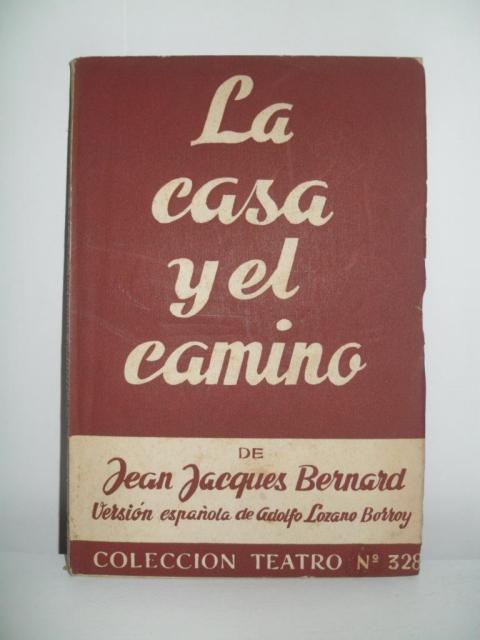 La
casa
y el
camino
DE
Jean Jacques Bernard
Versión española de Adolfo Lozano Borroy
COLECCION TEATRO Nº 328